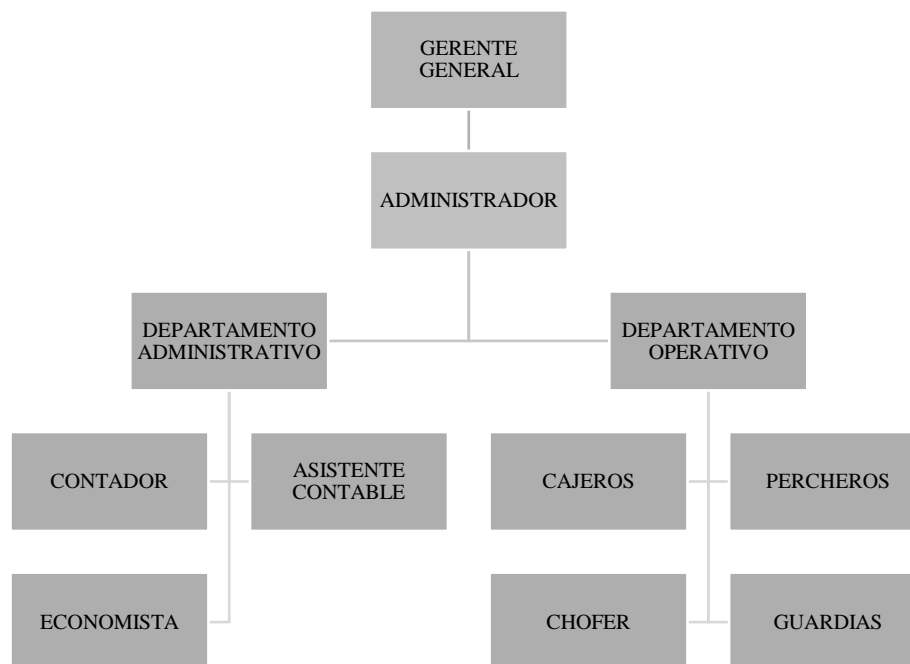 GERENTE
GENERAL
ADMINISTRADOR
DEPARTAMENTO
ADMINISTRATIVO
DEPARTAMENTO
OPERATIVO
CONTADOR
ASISTENTE
CONTABLE
CAJEROS
PERCHEROS
ECONOMISTA
CHOFER
GUARDIAS